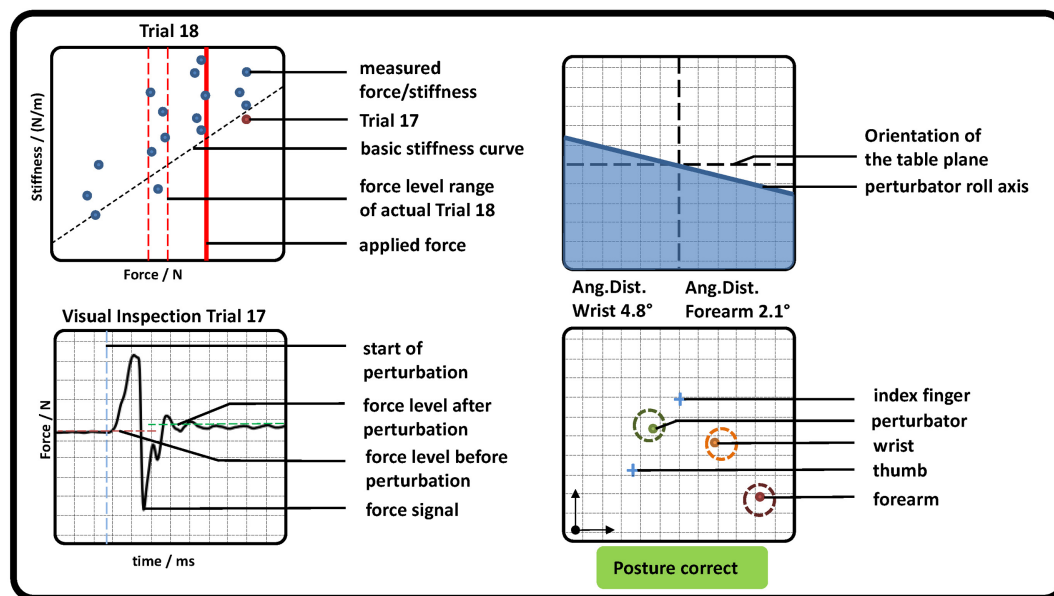 Trial 18
Stiffness / (N/m)
Force / N
measured
force/stiffness
Trial 17
basic stiffness curve
force level range
of actual Trial 18
applied force
Orientation of
the table plane
perturbator roll axis
Visual Inspection Trial 17
Force / N
time / ms
start of
perturbation
force level after
perturbation
force level before
perturbation
force signal
Ang.Dist.
Wrist 4.8°
Ang.Dist.
Forearm 2.1°
index finger
perturbator
wrist
thumb
forearm
Posture correct